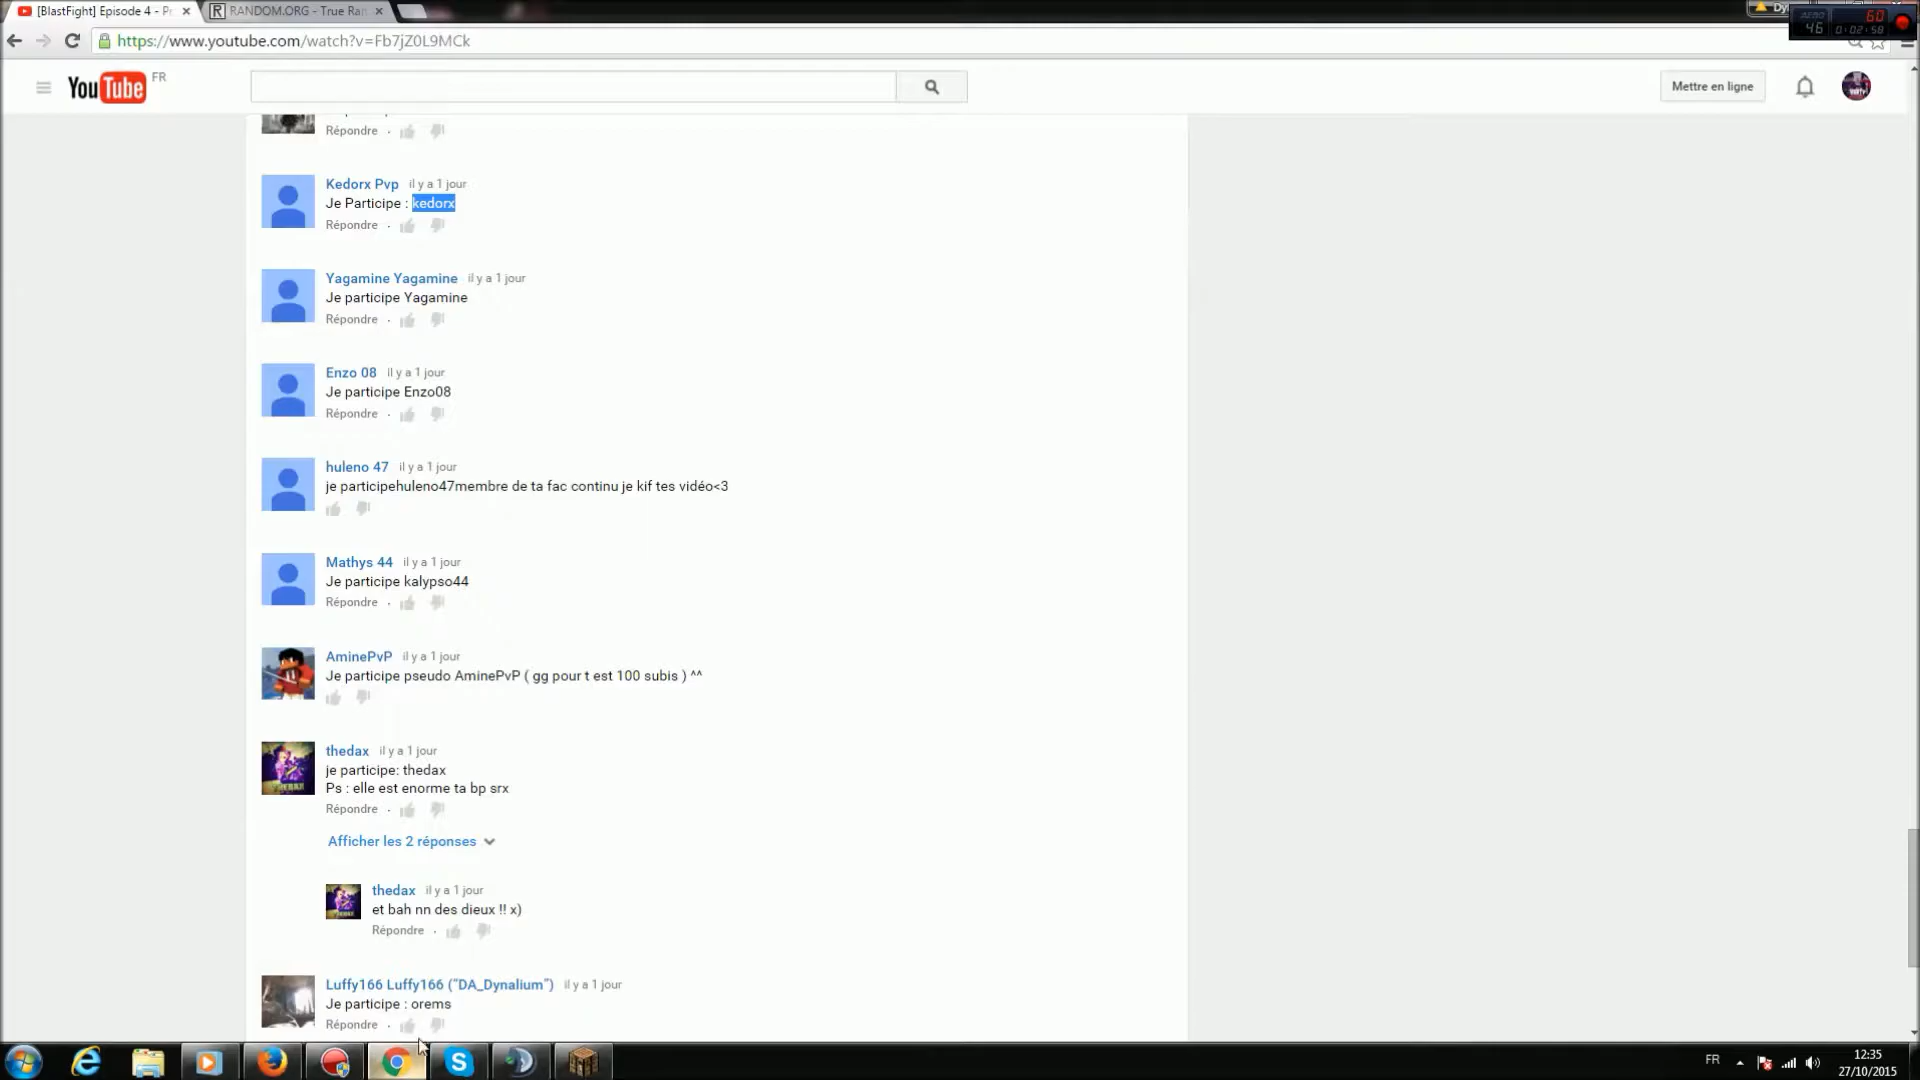 [BlastFight] Episode 4 - Pr
RANDOM.ORG - True Ran
https://www.youtube.com/watch?v=Fb7jZ0L9MCk
46
60
0:02:58
YouTube FR
Mettre en ligne
Répondre
Kedorx Pvp il y a 1 jour
Je Participe : kedorx
Répondre
Yagamine Yagamine il y a 1 jour
Je participe Yagamine
Répondre
Enzo 08 il y a 1 jour
Je participe Enzo08
Répondre
huleno 47 il y a 1 jour
je participehuleno47membre de ta fac continu je kif tes vidéo<3
Mathys 44 il y a 1 jour
Je participe kalypso44
Répondre
AminePvP il y a 1 jour
Je participe pseudo AminePvP ( gg pour t est 100 subis ) ^^
thedax il y a 1 jour
je participe: thedax
Ps : elle est enorme ta bp srx
Répondre
Afficher les 2 réponses
thedax il y a 1 jour
et bah nn des dieux !! x)
Répondre
Luffy166 Luffy166 ("DA_Dynalium") il y a 1 jour
Je participe : orems
Répondre
FR
12:35
27/10/2015